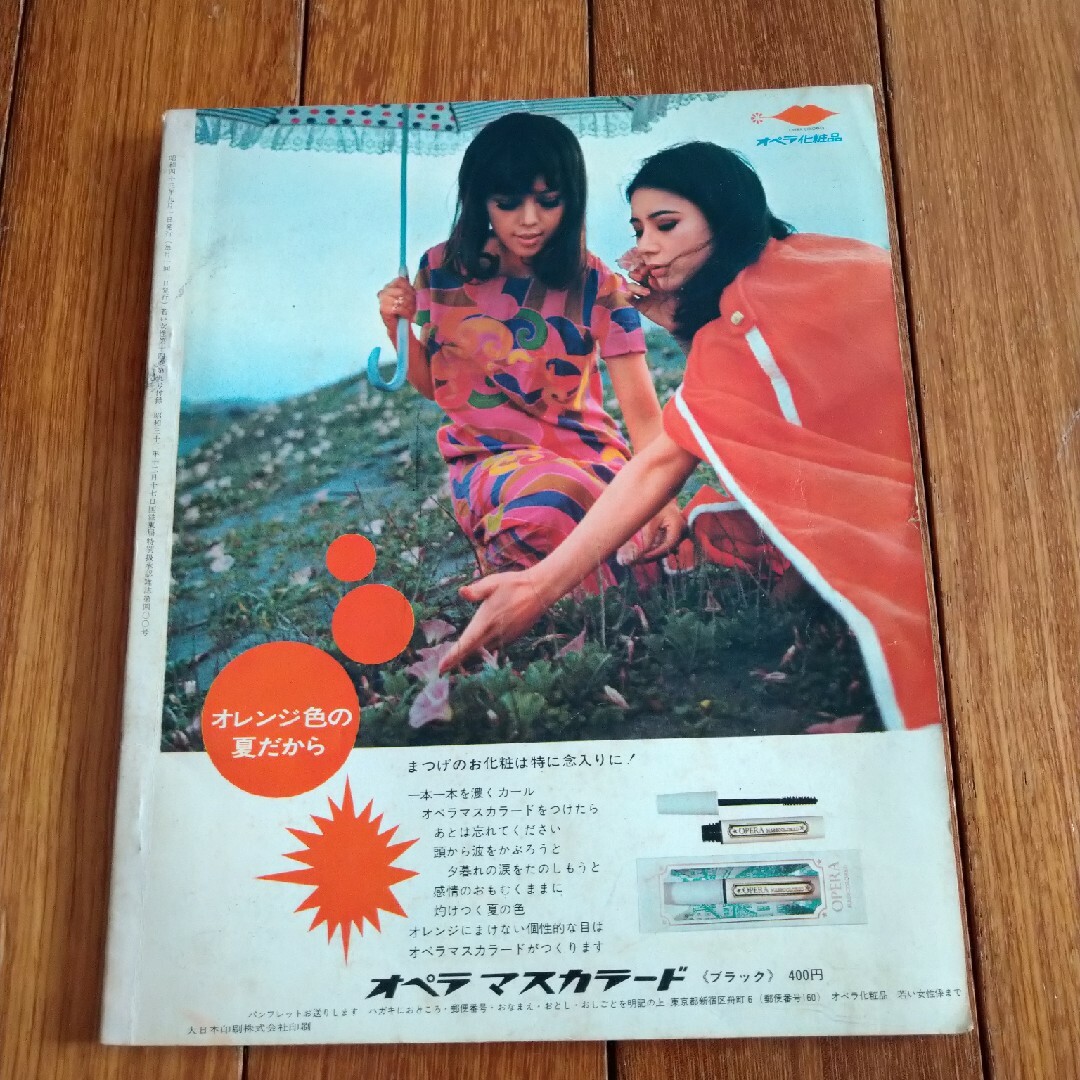 オペラ化粧品
オレンジ色の
夏だから
まつげのお化粧は特に念入りに!
一本一本を濃くカール
オペラマスカラードをつけたら
あとは忘れてください
頭から波をかぶろうと
夕暮れの涙をたのしもうと
感情のおもむくままに
灼けつく夏の色
オレンジにまけない個性的な目は
オペラマスカラードがつくります
OPERA
OPERA
OPERA
オペラ マスカラード 《ブラック》 400円
パンフレットお送りします ハガキにおところ・郵便番号・おなまえ・おとし・おしごとを明記の上 東京都新宿区舟町6 (郵便番号160) オペラ化粧品 若い女性係まで
大日本印刷株式会社印刷